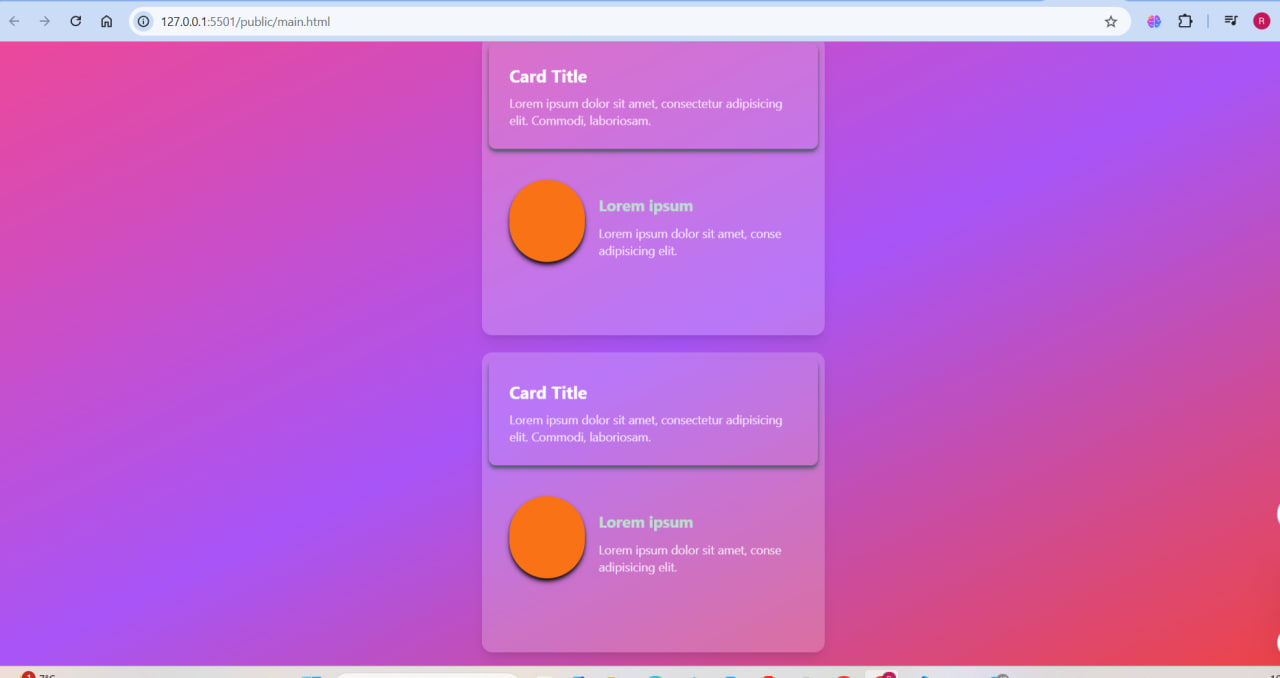 127.0.0.1:5501/public/main.html
R
Card Title
Lorem ipsum dolor sit amet, consectetur adipisicing
elit. Commodi, laboriosam.
Lorem ipsum
Lorem ipsum dolor sit amet, conse
adipisicing elit.
Card Title
Lorem ipsum dolor sit amet, consectetur adipisicing
elit. Commodi, laboriosam.
Lorem ipsum
Lorem ipsum dolor sit amet, conse
adipisicing elit.